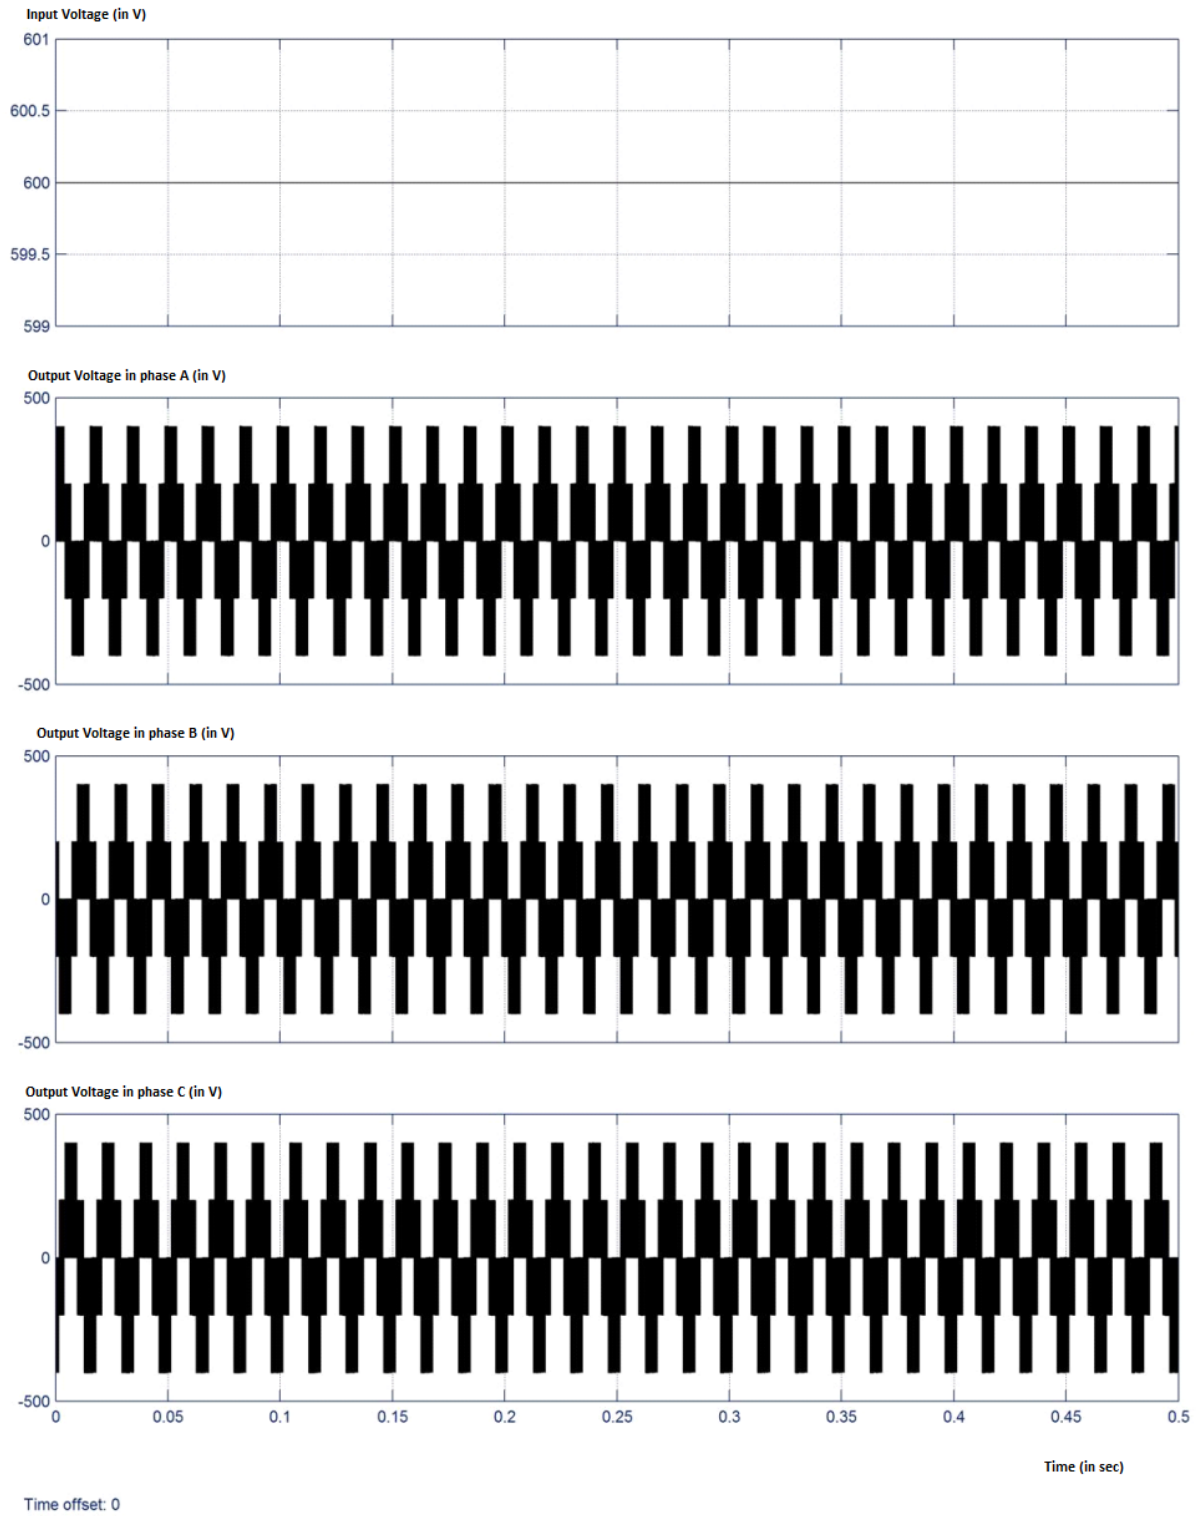 Input Voltage (in V)
601
600.5
600
599.5
599
Output Voltage in phase A (in V)
500
0
-500
Output Voltage in phase B (in V)
500
0
-500
Output Voltage in phase C (in V)
500
0
-500
0 0.05 0.1 0.15 0.2 0.25 0.3 0.35 0.4 0.45 0.5
Time (in sec)
Time offset: 0